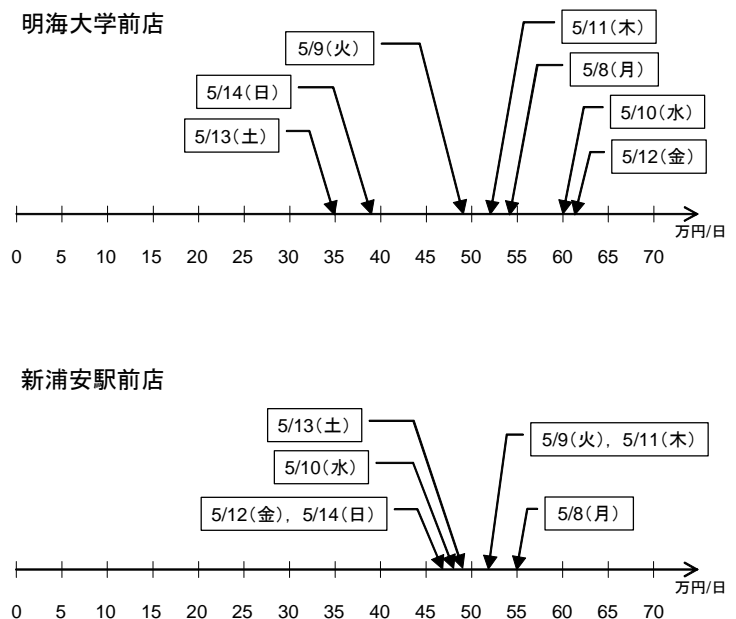 明海大学前店
5/11(木)
5/9(火)
5/8(月)
5/14(日)
5/10(水)
5/13(土)
5/12(金)
万円/日
0 5 10 15 20 25 30 35 40 45 50 55 60 65 70
新浦安駅前店
5/13(土)
5/9(火), 5/11(木)
5/10(水)
5/12(金), 5/14(日)
5/8(月)
万円/日
0 5 10 15 20 25 30 35 40 45 50 55 60 65 70